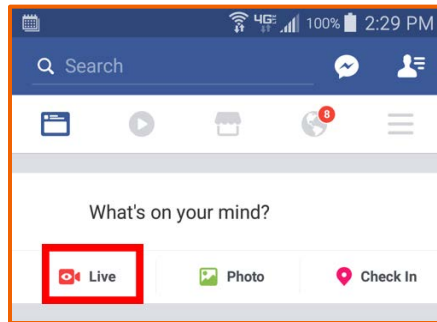 4G 100% 2:29 PM
Search
8
What's on your mind?
Live Photo Check In